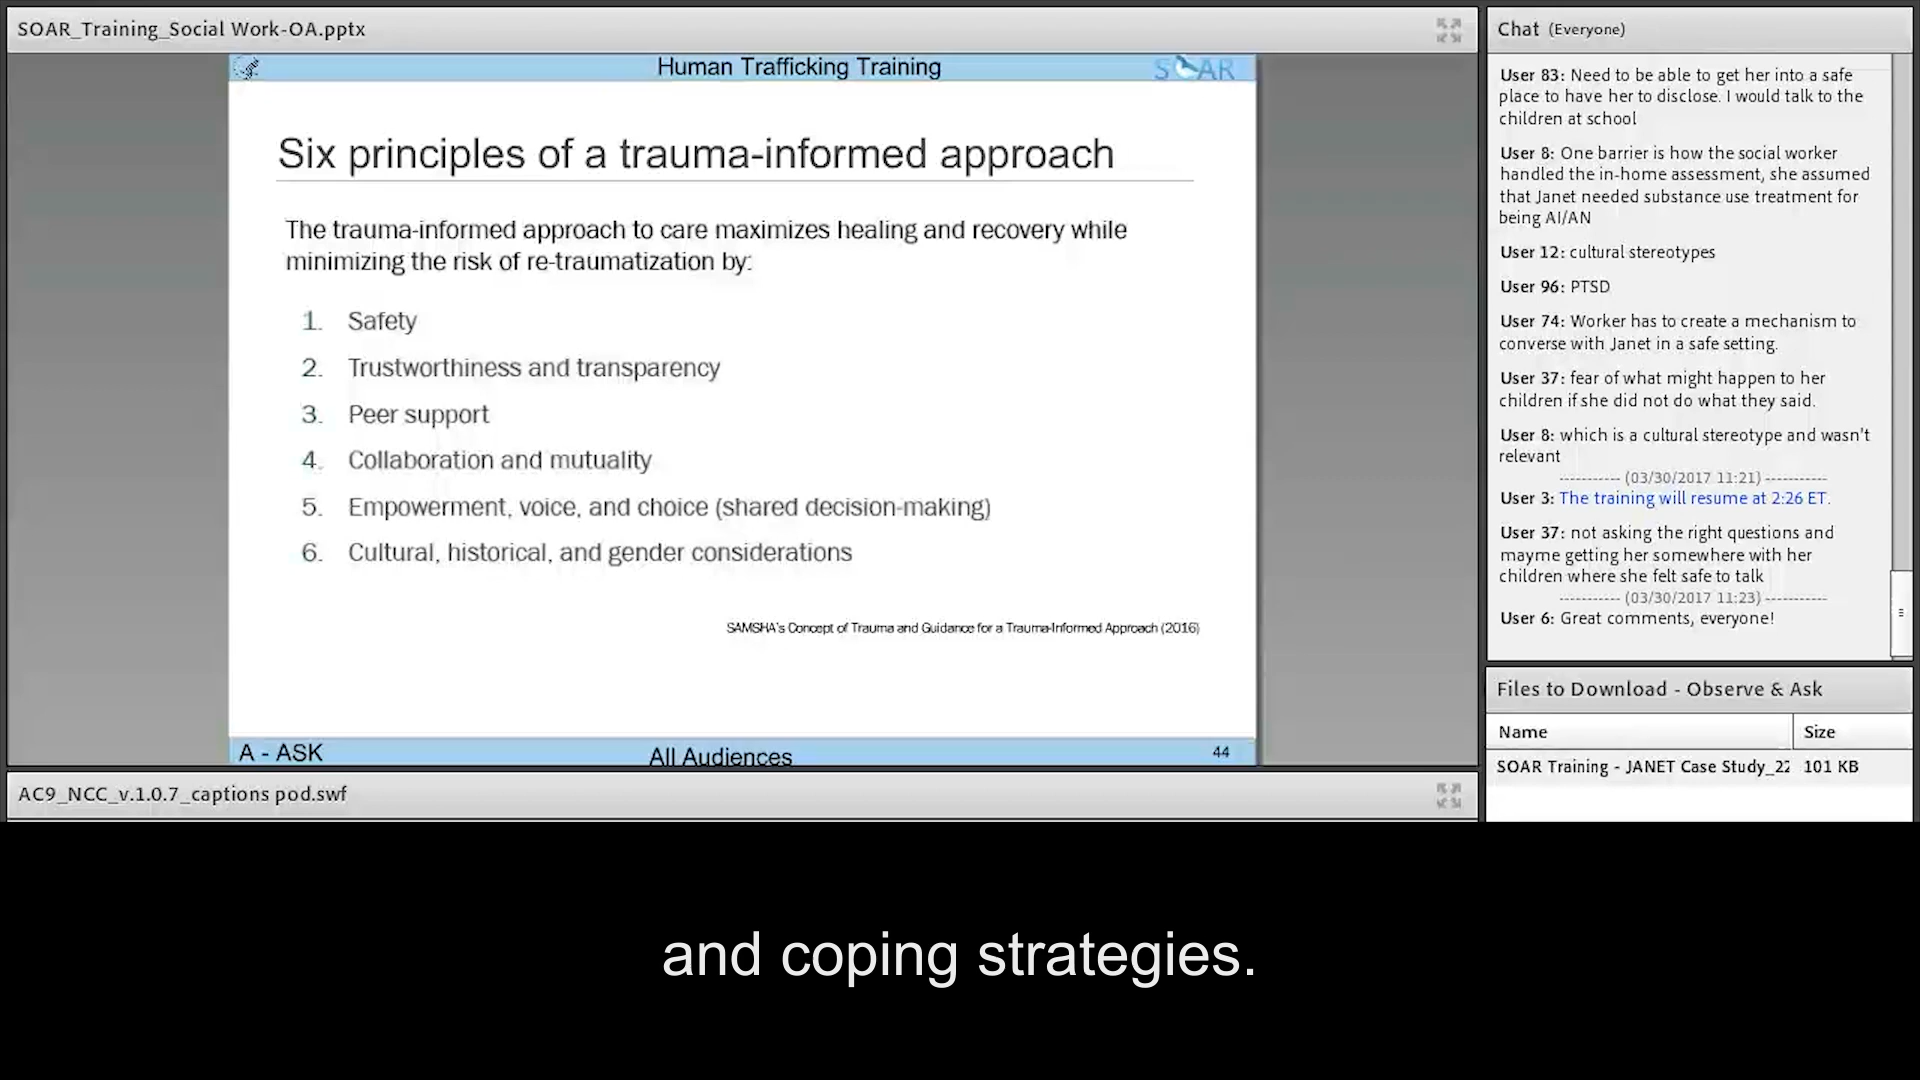 SOAR_Training_Social Work-OA.pptx
Human Trafficking Training
SOAR
Six principles of a trauma-informed approach
The trauma-informed approach to care maximizes healing and recovery while
minimizing the risk of re-traumatization by:
1. Safety
2. Trustworthiness and transparency
3. Peer support
4. Collaboration and mutuality
5. Empowerment, voice, and choice (shared decision-making)
6. Cultural, historical, and gender considerations
SAMSHA's Concept of Trauma and Guidance for a Trauma-Informed Approach (2016)
A - ASK
All Audiences
44
AC9_NCC_v.1.0.7_captions pod.swf
and coping strategies.
Chat (Everyone)
User 83: Need to be able to get her into a safe
place to have her to disclose. I would talk to the
children at school
User 8: One barrier is how the social worker
handled the in-home assessment, she assumed
that Janet needed substance use treatment for
being AI/AN
User 12: cultural stereotypes
User 96: PTSD
User 74: Worker has to create a mechanism to
converse with Janet in a safe setting.
User 37: fear of what might happen to her
children if she did not do what they said.
User 8: which is a cultural stereotype and wasn't
relevant
----------- (03/30/2017 11:21) -----------
User 3: The training will resume at 2:26 ET.
User 37: not asking the right questions and
mayme getting her somewhere with her
children where she felt safe to talk
----------- (03/30/2017 11:23) -----------
User 6: Great comments, everyone!
Files to Download - Observe & Ask
Name Size
SOAR Training - JANET Case Study_22 101 KB